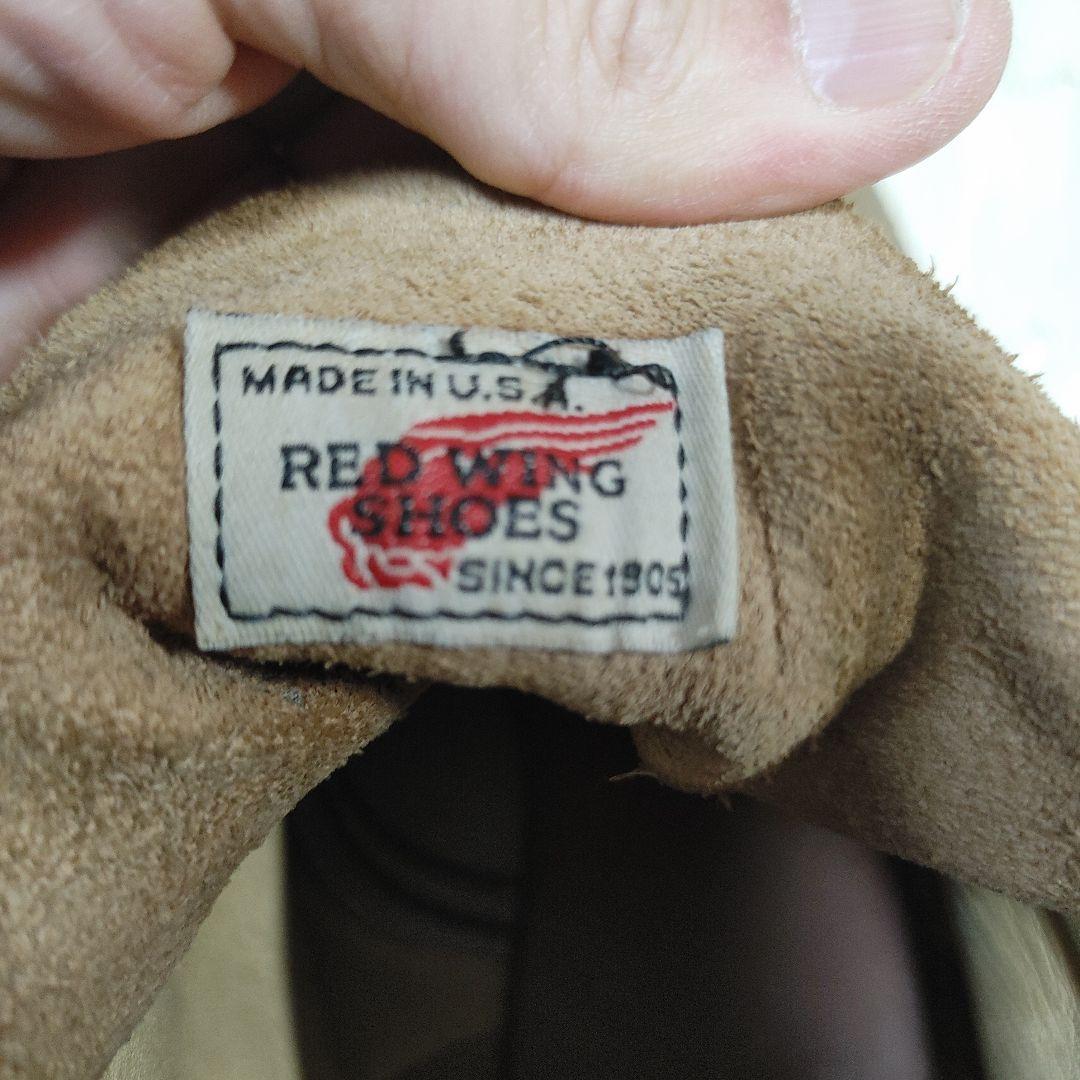 MADE IN U.S.A.
RED WING
SHOES
SINCE 1905